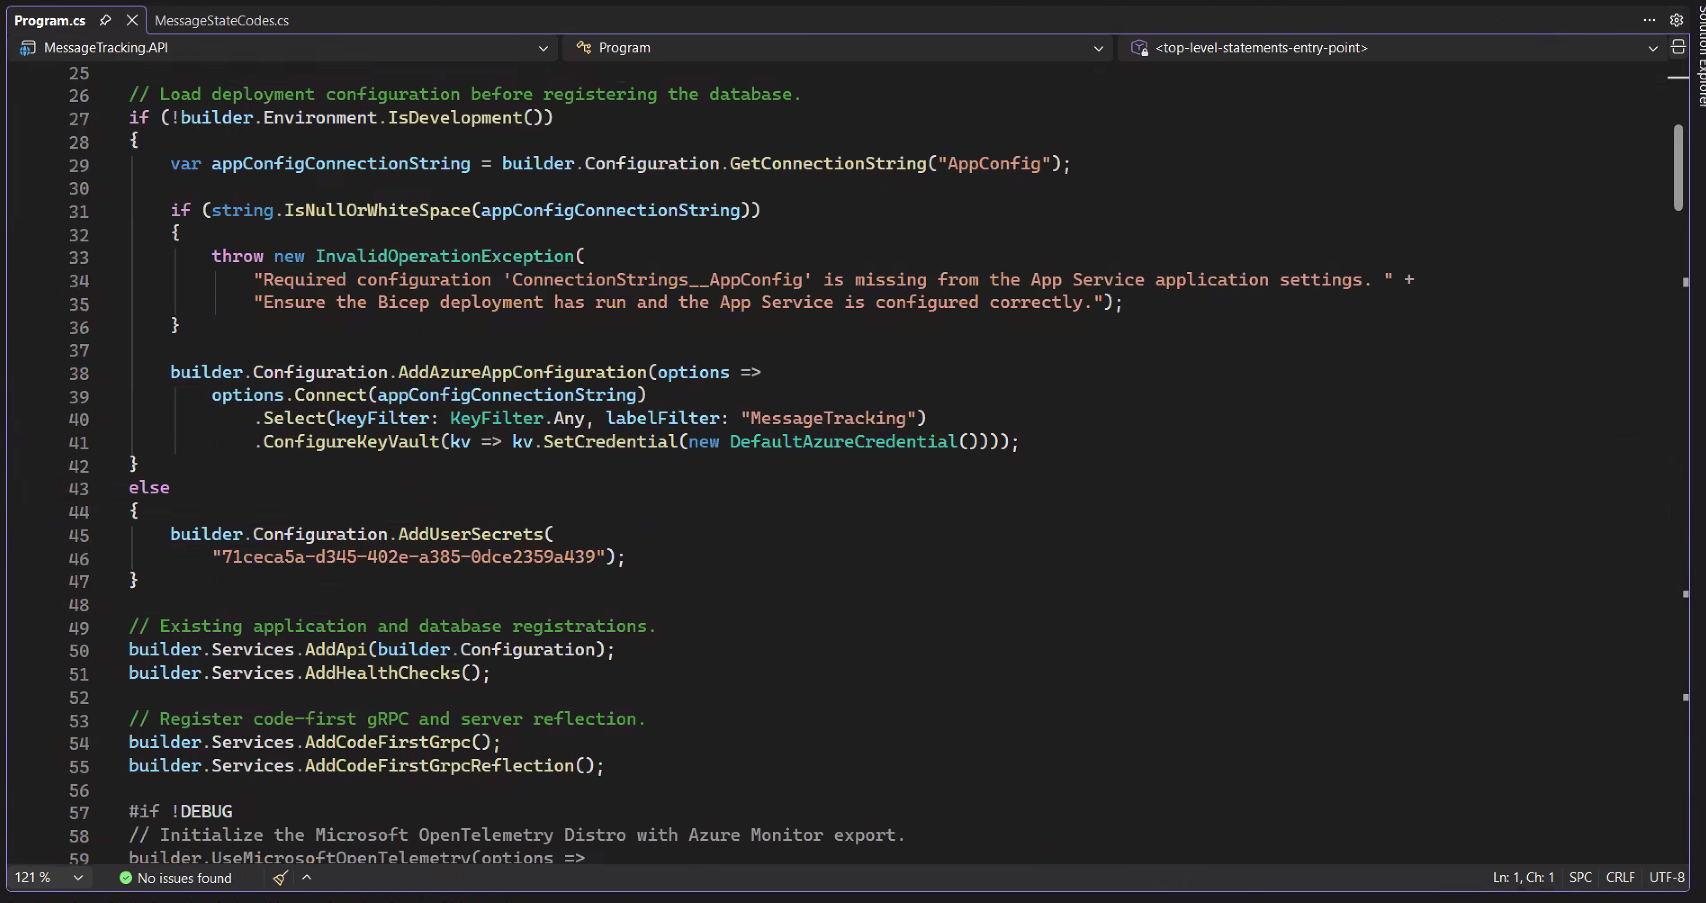 Program.cs
MessageStateCodes.cs
MessageTracking.API
Program
<top-level-statements-entry-point>
Solution Explorer
25
26 // Load deployment configuration before registering the database.
27 if (!builder.Environment.IsDevelopment())
28 {
29 var appConfigConnectionString = builder.Configuration.GetConnectionString("AppConfig");
30
31 if (string.IsNullOrWhiteSpace(appConfigConnectionString))
32 {
33 throw new InvalidOperationException(
34 "Required configuration 'ConnectionStrings__AppConfig' is missing from the App Service application settings. " +
35 "Ensure the Bicep deployment has run and the App Service is configured correctly.");
36 }
37
38 builder.Configuration.AddAzureAppConfiguration(options =>
39 options.Connect(appConfigConnectionString)
40 .Select(keyFilter: KeyFilter.Any, labelFilter: "MessageTracking")
41 .ConfigureKeyVault(kv => kv.SetCredential(new DefaultAzureCredential())));
42 }
43 else
44 {
45 builder.Configuration.AddUserSecrets(
46 "71ceca5a-d345-402e-a385-0dce2359a439");
47 }
48
49 // Existing application and database registrations.
50 builder.Services.AddApi(builder.Configuration);
51 builder.Services.AddHealthChecks();
52
53 // Register code-first gRPC and server reflection.
54 builder.Services.AddCodeFirstGrpc();
55 builder.Services.AddCodeFirstGrpcReflection();
56
57 #if !DEBUG
58 // Initialize the Microsoft OpenTelemetry Distro with Azure Monitor export.
59 builder.UseMicrosoftOpenTelemetry(options =>
121 %
No issues found
Ln: 1, Ch: 1
SPC
CRLF
UTF-8